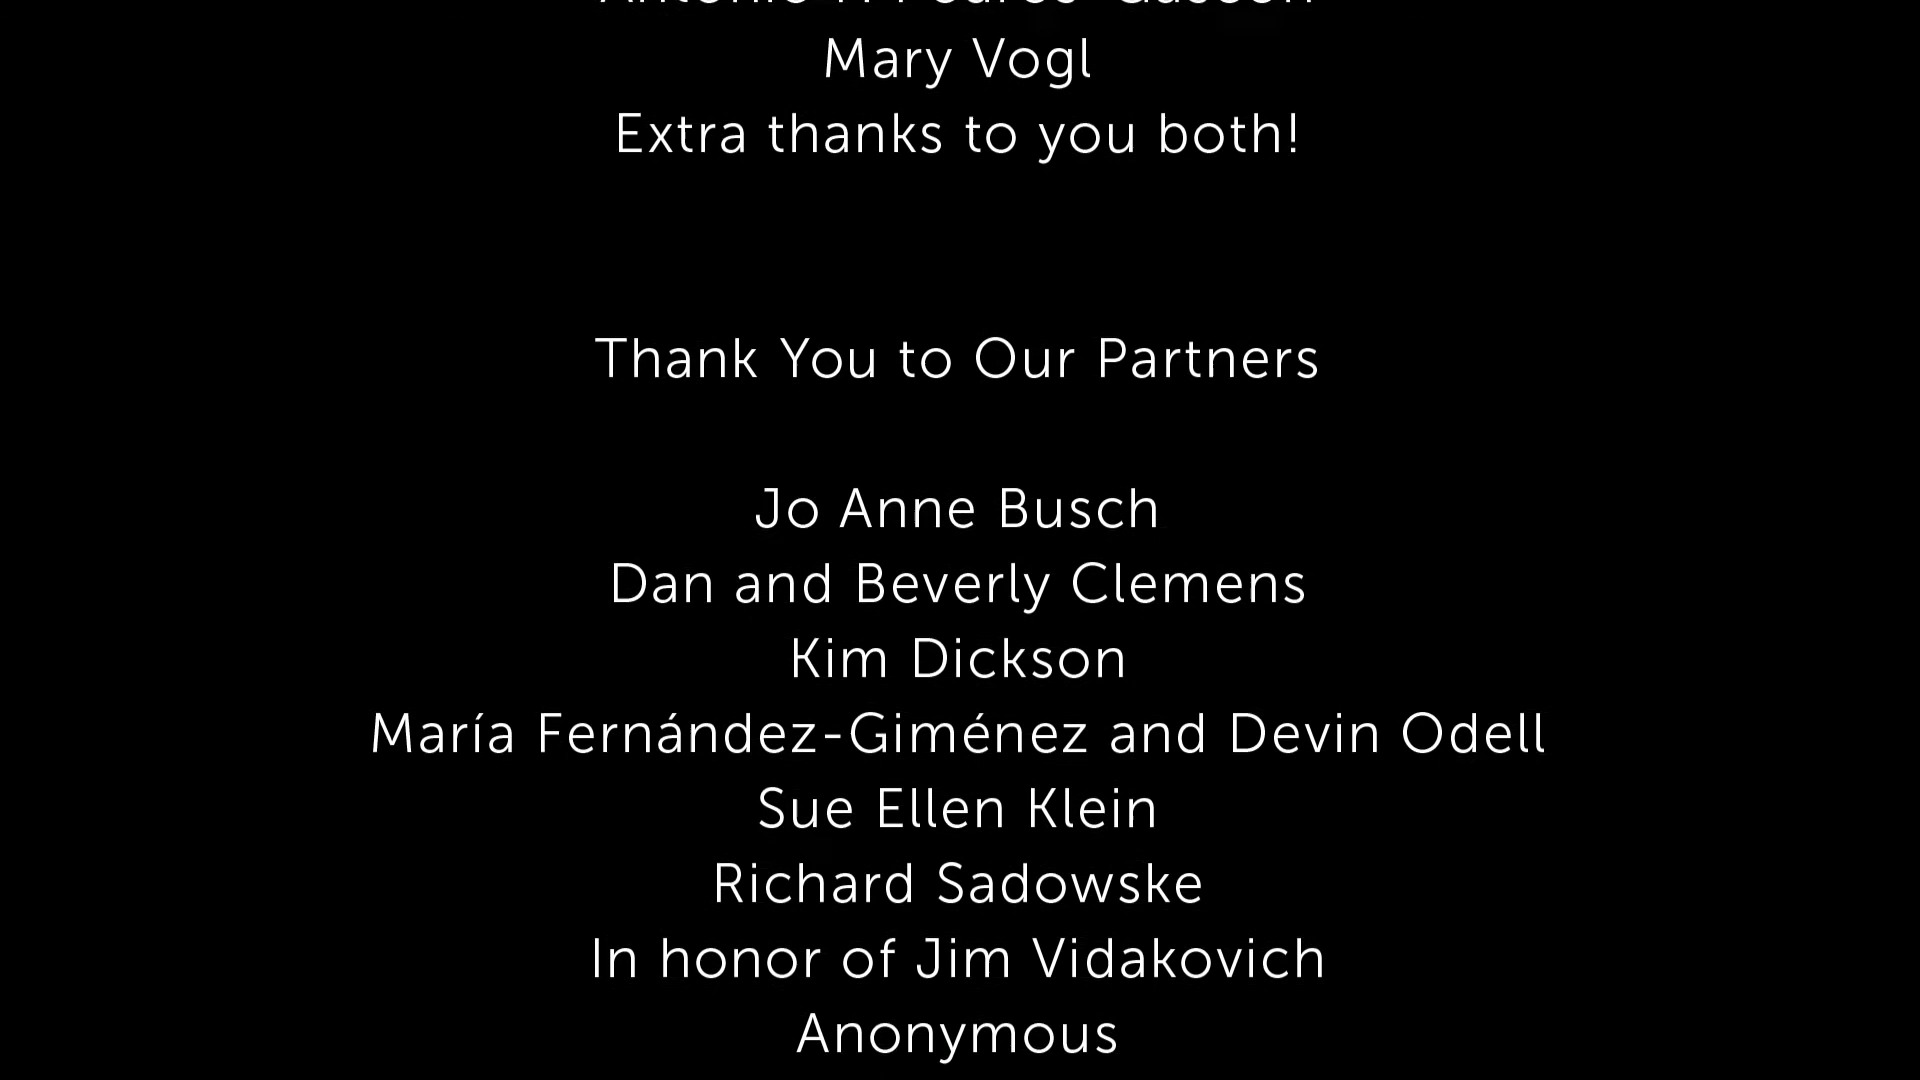 Mary Vogl
Extra thanks to you both!
Thank You to Our Partners
Jo Anne Busch
Dan and Beverly Clemens
Kim Dickson
María Fernández-Giménez and Devin Odell
Sue Ellen Klein
Richard Sadowske
In honor of Jim Vidakovich
Anonymous